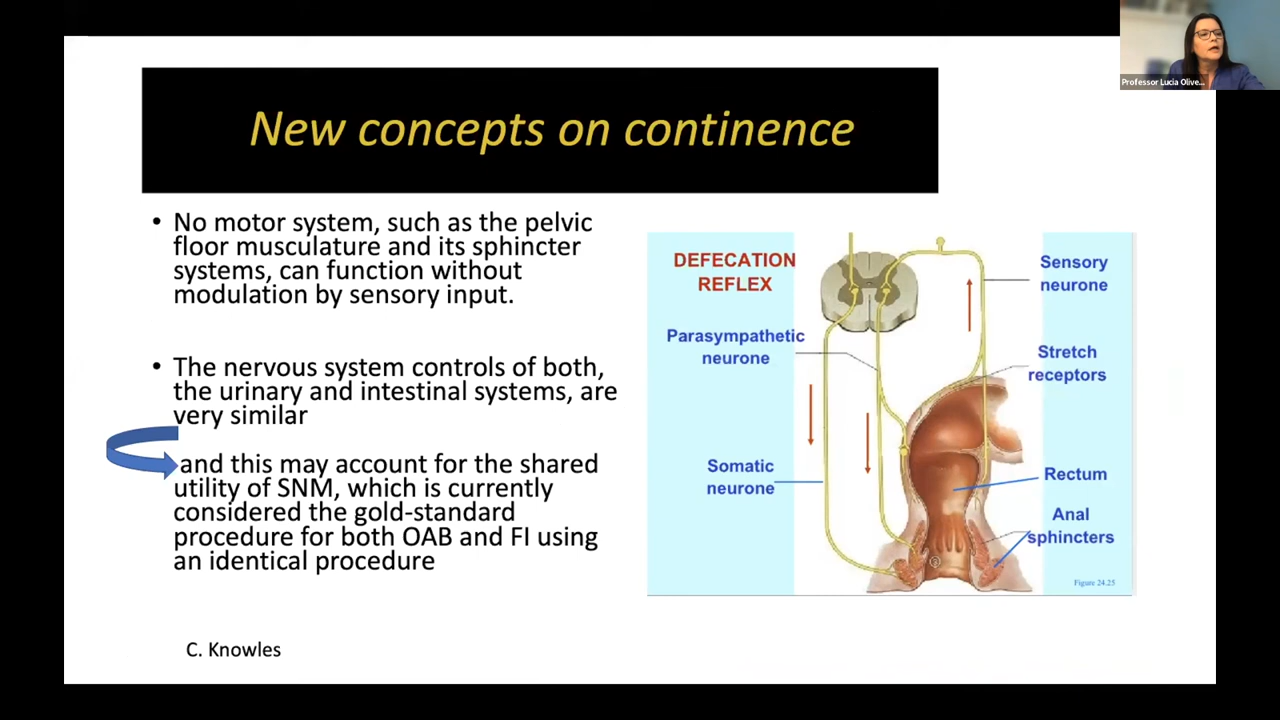 Professor Lucia Olive...
New concepts on continence
• No motor system, such as the pelvic
floor musculature and its sphincter
systems, can function without
modulation by sensory input.
• The nervous system controls of both,
the urinary and intestinal systems, are
very similar
and this may account for the shared
utility of SNM, which is currently
considered the gold-standard
procedure for both OAB and FI using
an identical procedure
C. Knowles
DEFECATION
REFLEX
Parasympathetic
neurone
Somatic
neurone
Sensory
neurone
Stretch
receptors
Rectum
Anal
sphincters
Figure 24.25